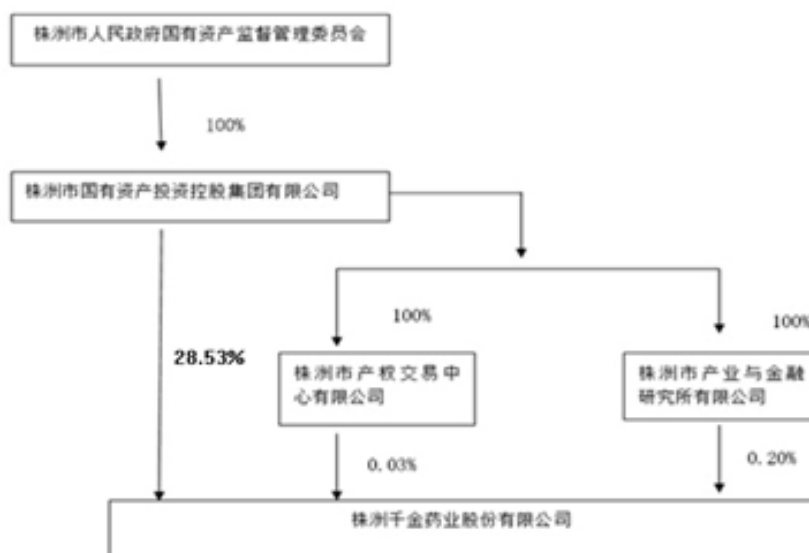 株洲市人民政府国有资产监督管理委员会
100%
株洲市国有资产投资控股集团有限公司
100%
100%
28.53%
株洲市产权交易中
心有限公司
株洲市产业与金融
研究所有限公司
0.03%
0.20%
株洲千金药业股份有限公司